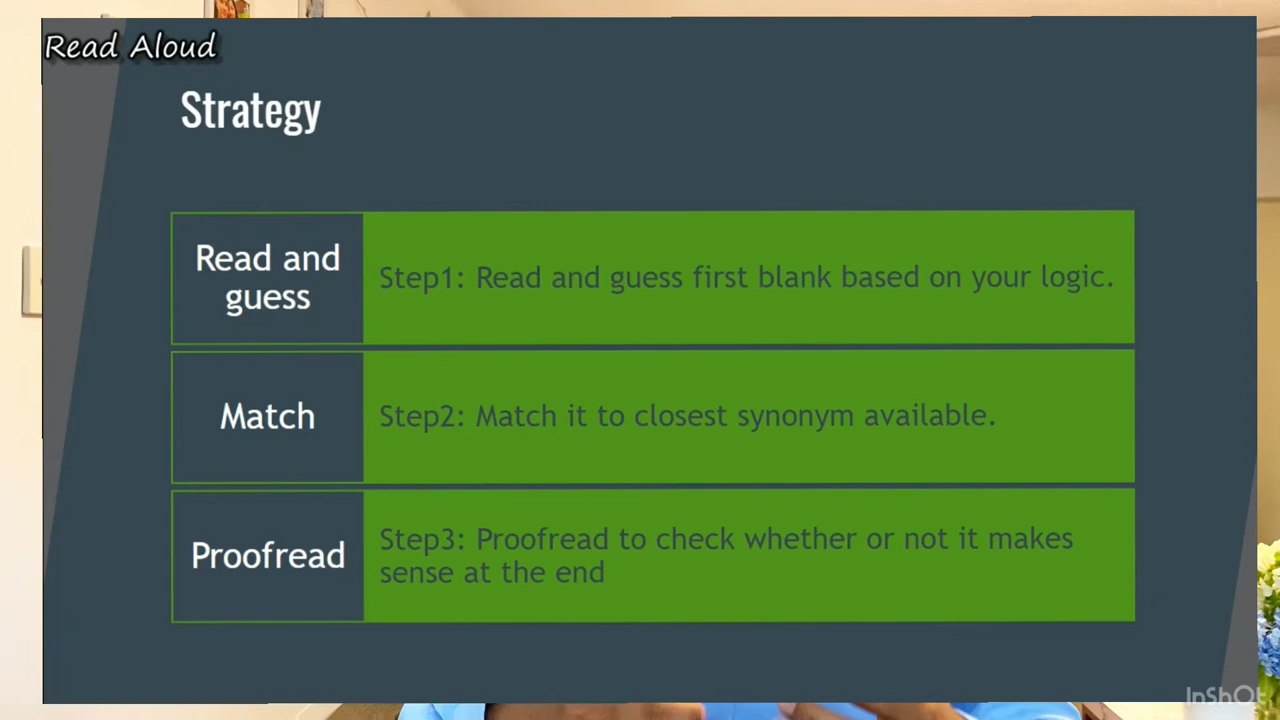 Read Aloud
Strategy
Read and
guess
Step1: Read and guess first blank based on your logic.
Match
Step2: Match it to closest synonym available.
Proofread
Step3: Proofread to check whether or not it makes
sense at the end
InShOt